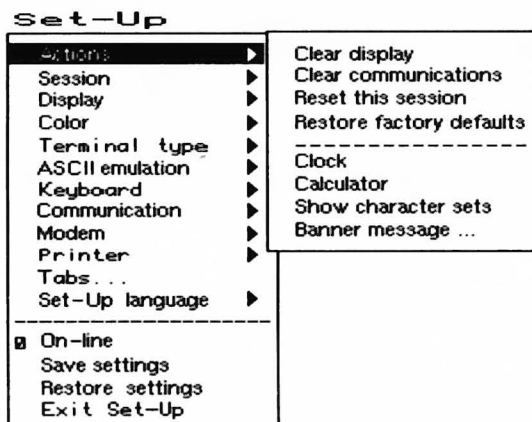 Set-Up
Actions
Session
Display
Color
Terminal type
ASCII emulation
Keyboard
Communication
Modem
Printer
Tabs...
Set-Up language
On-line
Save settings
Restore settings
Exit Set-Up
Clear display
Clear communications
Reset this session
Restore factory defaults
Clock
Calculator
Show character sets
Banner message ...